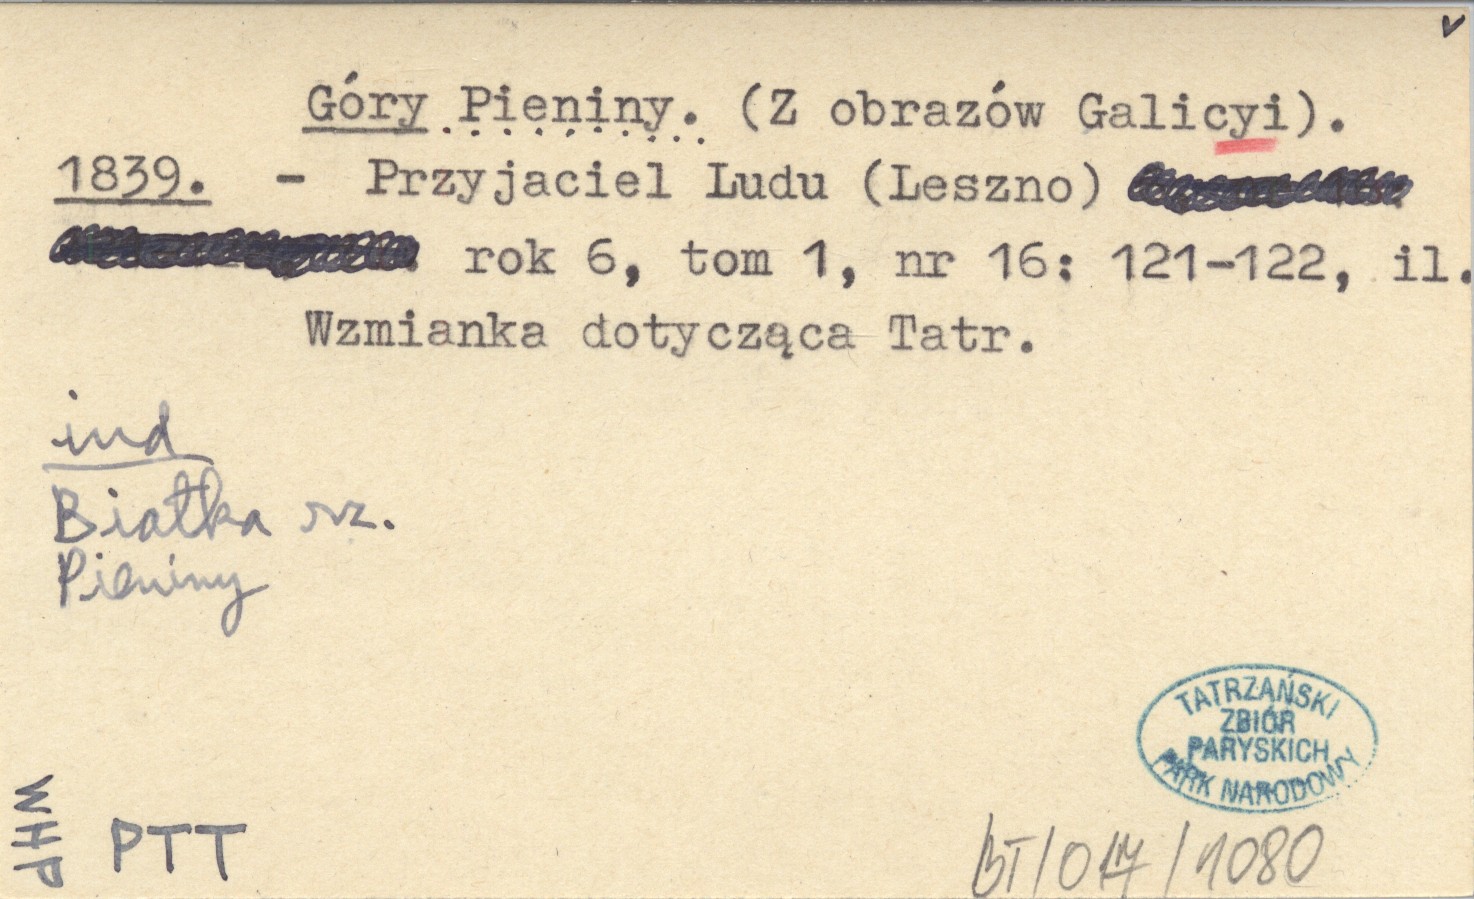 v
Góry Pieniny. (Z obrazów Galicyi).
1839. - Przyjaciel Ludu (Leszno)
rok 6, tom 1, nr 16: 121-122, il.
Wzmianka dotycząca Tatr.
ind
Białka rz.
Pieniny
TATRZAŃSKI
ZBIÓR
PARYSKICH
PARK NARODOWY
WHP
PTT
BT/017/1080